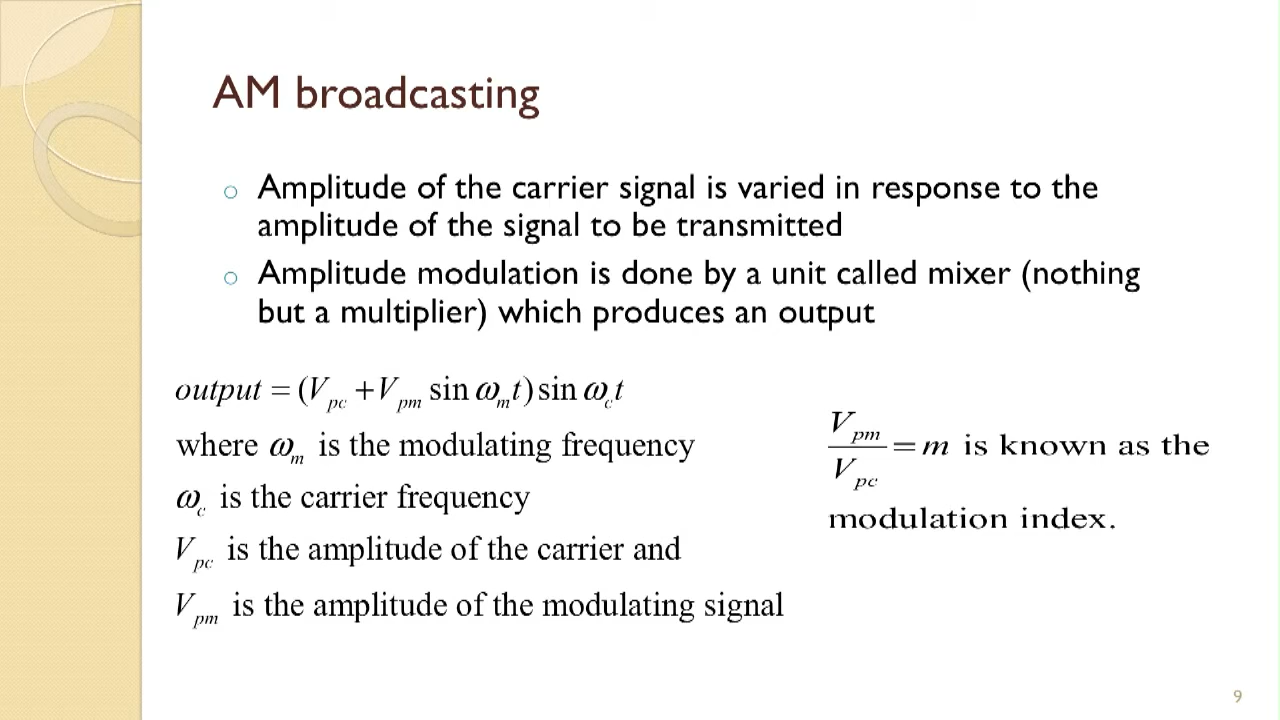 AM broadcasting
○ Amplitude of the carrier signal is varied in response to the
amplitude of the signal to be transmitted
○ Amplitude modulation is done by a unit called mixer (nothing
but a multiplier) which produces an output
output = (V_pc + V_pm sin ω_m t) sin ω_c t
where ω_m is the modulating frequency
ω_c is the carrier frequency
V_pc is the amplitude of the carrier and
V_pm is the amplitude of the modulating signal
V_pm / V_pc = m is known as the
modulation index.
9